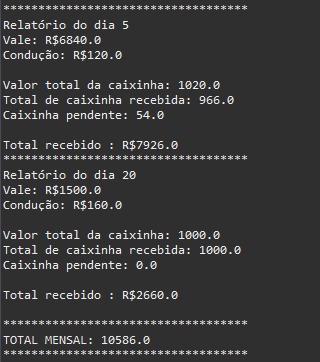 ***********************************
Relatório do dia 5
Vale: R$6840.0
Condução: R$120.0
Valor total da caixinha: 1020.0
Total de caixinha recebida: 966.0
Caixinha pendente: 54.0
Total recebido : R$7926.0
***********************************
Relatório do dia 20
Vale: R$1500.0
Condução: R$160.0
Valor total da caixinha: 1000.0
Total de caixinha recebida: 1000.0
Caixinha pendente: 0.0
Total recebido : R$2660.0
***********************************
TOTAL MENSAL: 10586.0
***********************************